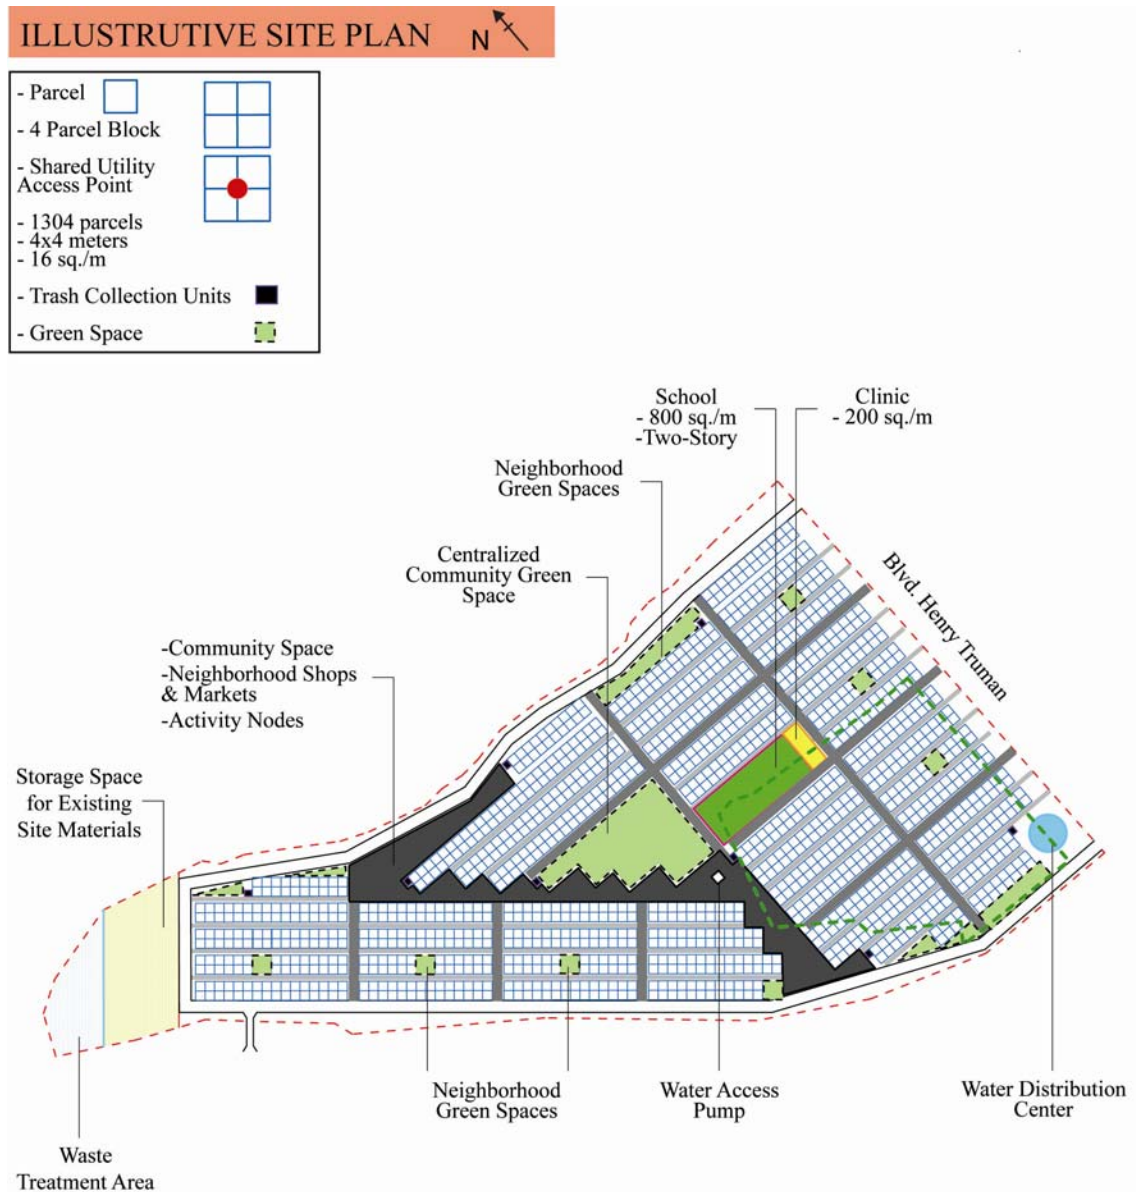 ILLUSTRUTIVE SITE PLAN N
- Parcel
- 4 Parcel Block
- Shared Utility
Access Point
- 1304 parcels
- 4x4 meters
- 16 sq./m
- Trash Collection Units
- Green Space
School
- 800 sq./m
-Two-Story
Clinic
- 200 sq./m
Neighborhood
Green Spaces
Centralized
Community Green
Space
Blvd. Henry Truman
-Community Space
-Neighborhood Shops
& Markets
-Activity Nodes
Storage Space
for Existing
Site Materials
Neighborhood
Green Spaces
Water Access
Pump
Water Distribution
Center
Waste
Treatment Area